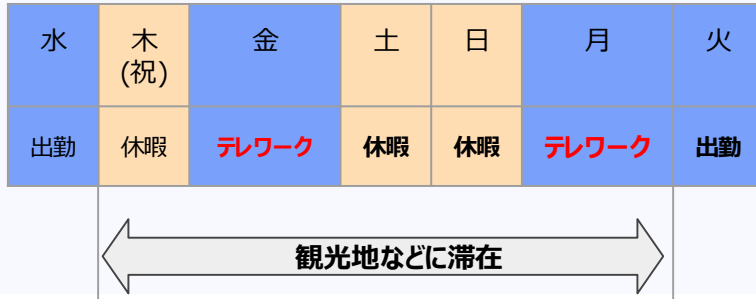 水 木 金 土 日 月 火
(祝)
出勤 休暇 テレワーク 休暇 休暇 テレワーク 出勤
観光地などに滞在